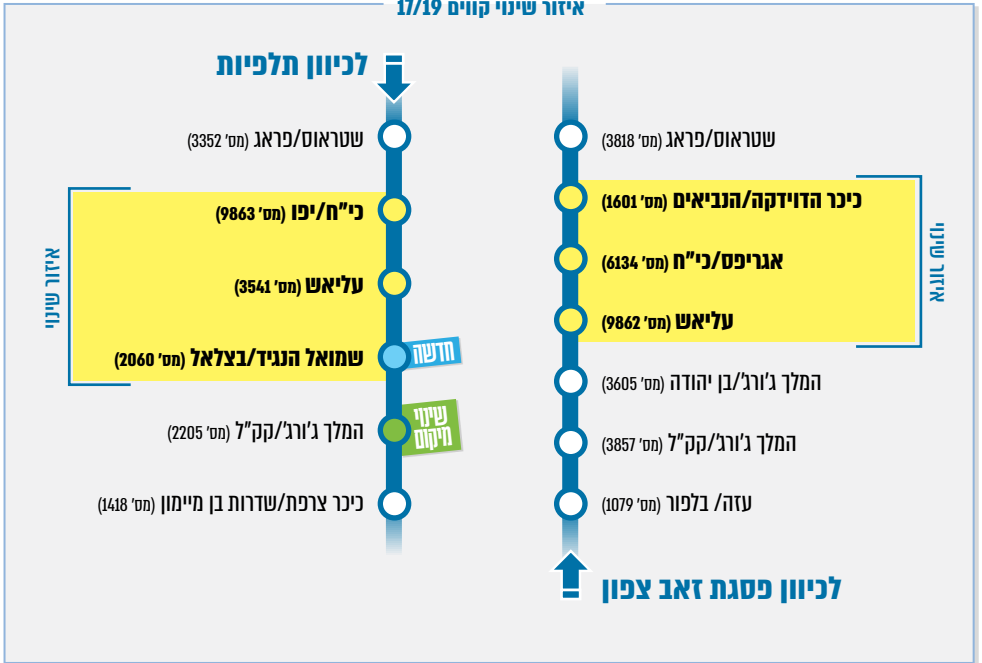 איזור שינוי קווים 17/19
לכיוון תלפיות
שטראוס/פראג (מס' 3818)
כיכר הדוידקה/הנביאים (מס' 1601)
אגריפס/כי"ח (מס' 6134)
עליאש (מס' 9862)
המלך ג'ורג'/בן יהודה (מס' 3605)
המלך ג'ורג'/קק"ל (מס' 3857)
עזה/ בלפור (מס' 1079)
לכיוון פסגת זאב צפון
איזור שינוי
שטראוס/פראג (מס' 3352)
כי"ח/יפו (מס' 9863)
עליאש (מס' 3541)
חדשה
שמואל הנגיד/בצלאל (מס' 2060)
שינוי
מיקום
המלך ג'ורג'/קק"ל (מס' 2205)
כיכר צרפת/שדרות בן מיימון (מס' 1418)
איזור שינוי